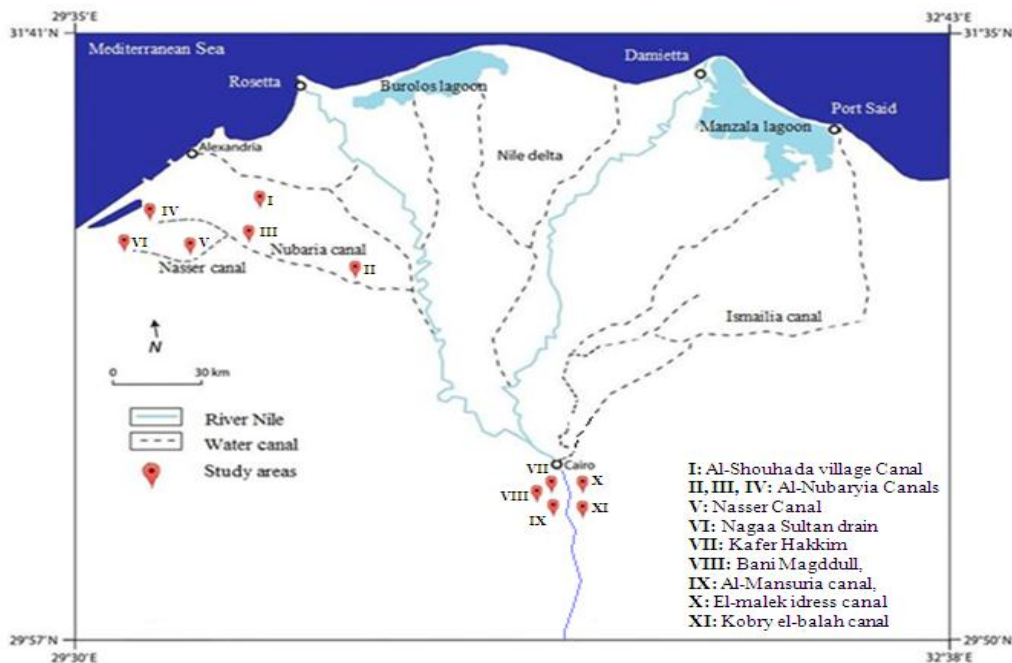 29°35'E
32°43'E
31°41'N
31°35'N
Mediterranean Sea
Rosetta
Damietta
Burolos lagoon
Port Said
Manzala lagoon
Alexandria
Nile delta
I
IV
III
VI
V
Nubaria canal
Nasser canal
II
Ismailia canal
N
0 30 km
River Nile
Water canal
Study areas
Cairo
VII
X
VIII
IX
XI
I: Al-Shouhada village Canal
II, III, IV: Al-Nubaryia Canals
V: Nasser Canal
VI: Nagaa Sultan drain
VII: Kafer Hakkim
VIII: Bani Magddull,
IX: Al-Mansuria canal,
X: El-malek idress canal
XI: Kobry el-balah canal
29°57'N
29°50'N
29°30'E
32°38'E